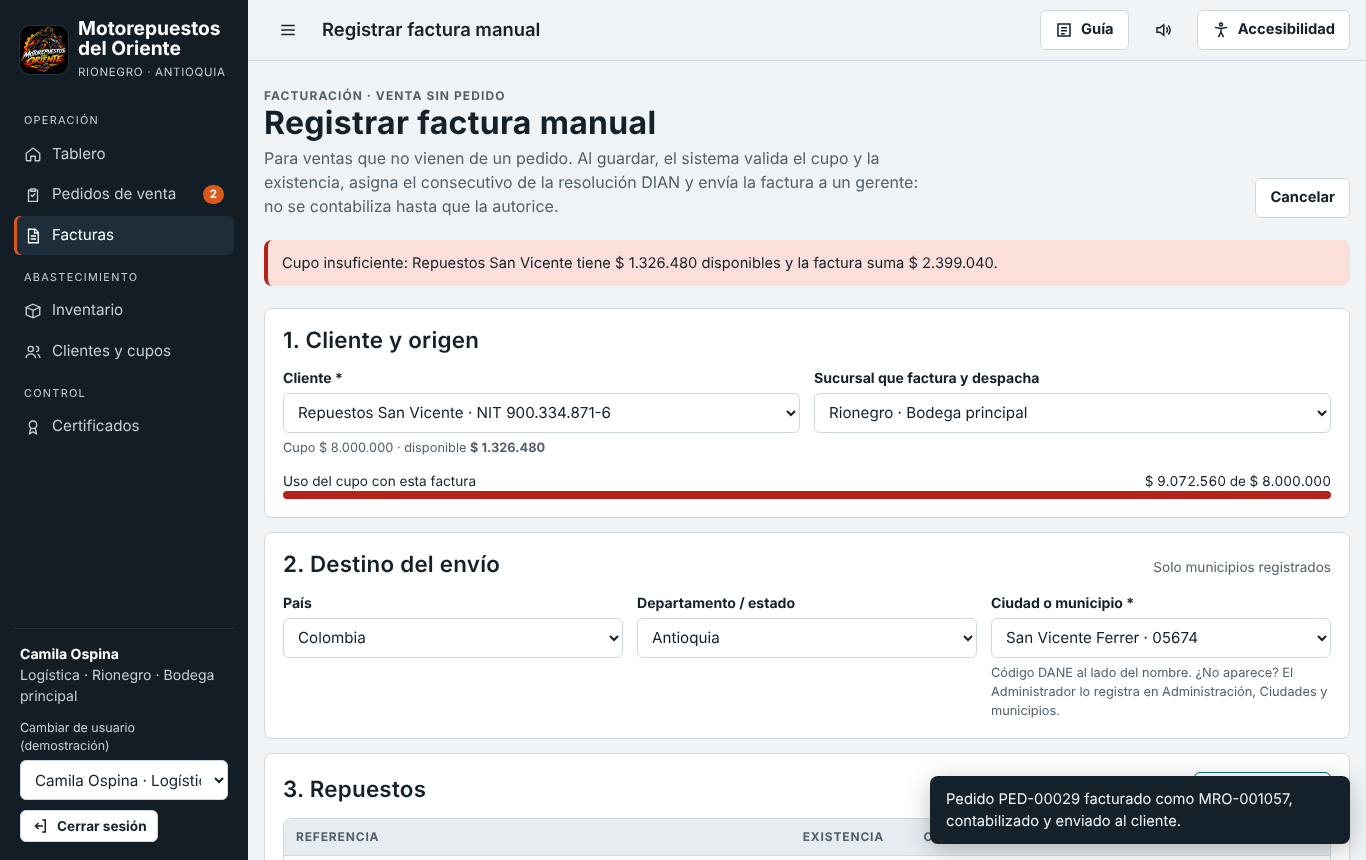 MOTOREPUESTOS
ORIENTE
Motorepuestos
del Oriente
RIONEGRO · ANTIOQUIA
OPERACIÓN
Tablero
Pedidos de venta 2
Facturas
ABASTECIMIENTO
Inventario
Clientes y cupos
CONTROL
Certificados
Camila Ospina
Logística · Rionegro · Bodega
principal
Cambiar de usuario
(demostración)
Camila Ospina · Logístic
Cerrar sesión
Registrar factura manual
Guía
Accesibilidad
FACTURACIÓN · VENTA SIN PEDIDO
Registrar factura manual
Para ventas que no vienen de un pedido. Al guardar, el sistema valida el cupo y la
existencia, asigna el consecutivo de la resolución DIAN y envía la factura a un gerente:
no se contabiliza hasta que la autorice.
Cancelar
Cupo insuficiente: Repuestos San Vicente tiene $ 1.326.480 disponibles y la factura suma $ 2.399.040.
1. Cliente y origen
Cliente *
Sucursal que factura y despacha
Repuestos San Vicente · NIT 900.334.871-6
Rionegro · Bodega principal
Cupo $ 8.000.000 · disponible $ 1.326.480
Uso del cupo con esta factura
$ 9.072.560 de $ 8.000.000
2. Destino del envío
Solo municipios registrados
País
Departamento / estado
Ciudad o municipio *
Colombia
Antioquia
San Vicente Ferrer · 05674
Código DANE al lado del nombre. ¿No aparece? El
Administrador lo registra en Administración, Ciudades y
municipios.
3. Repuestos
REFERENCIA
EXISTENCIA
Pedido PED-00029 facturado como MRO-001057,
contabilizado y enviado al cliente.